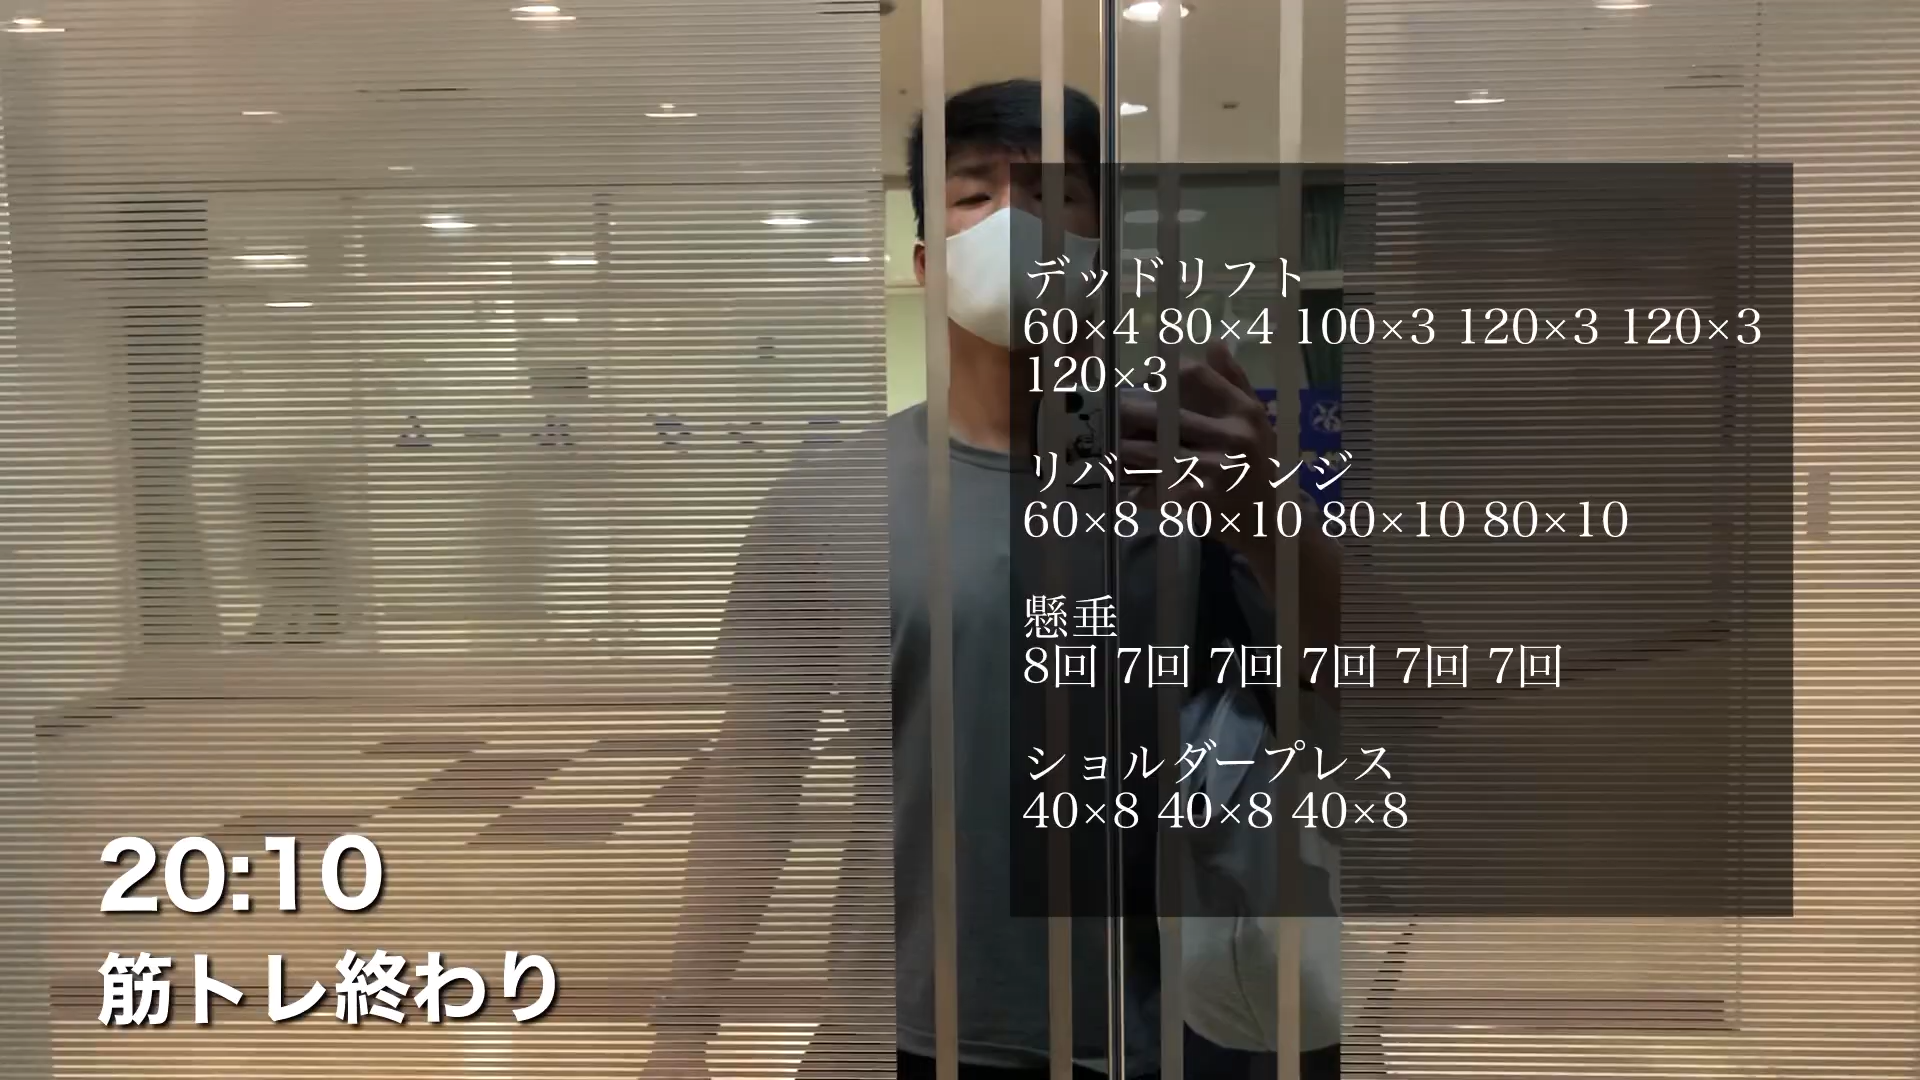 デッドリフト
60×4 80×4 100×3 120×3 120×3
120×3
リバースランジ
60×8 80×10 80×10 80×10
懸垂
8回 7回 7回 7回 7回 7回
ショルダープレス
40×8 40×8 40×8
20:10
筋トレ終わり